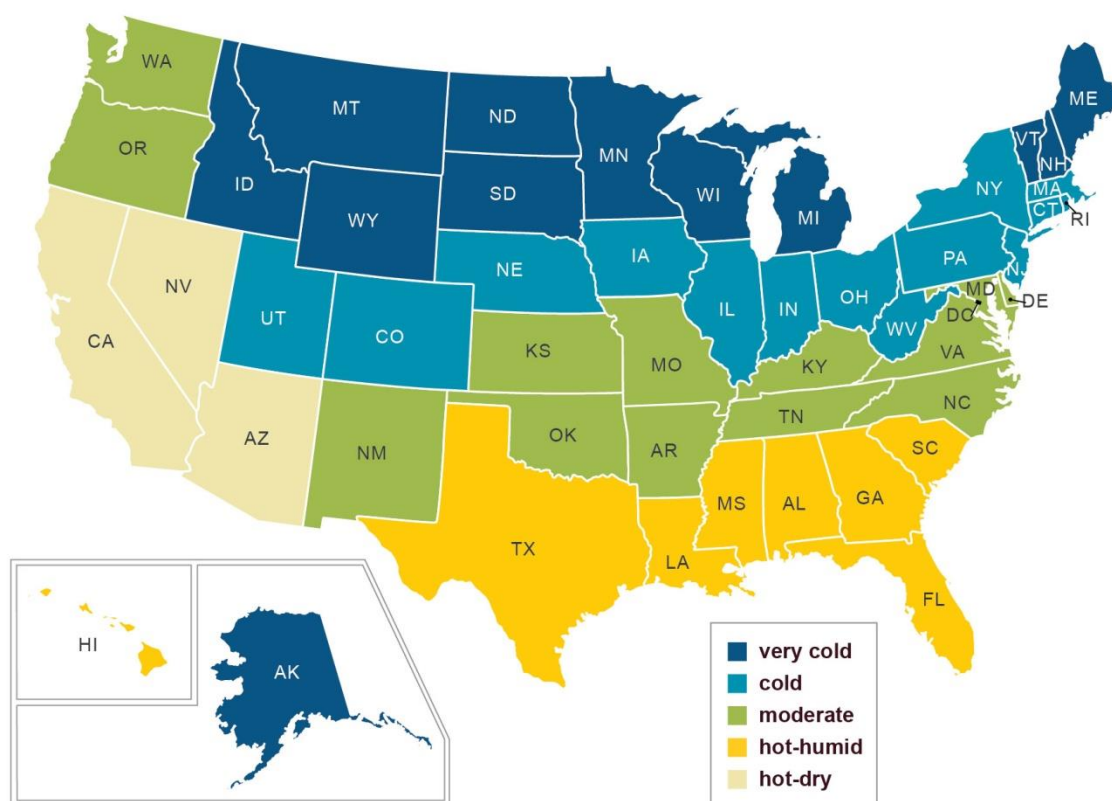 WA
ME
MT
ND
VT
MN
OR
NH
ID
SD
WI
NY
MA
WY
MI
CT
RI
PA
IA
NE
NJ
NV
OH
MD
DE
IL
IN
UT
DC
WV
CO
CA
VA
KS
MO
KY
NC
TN
AZ
OK
NM
AR
SC
MS
AL
GA
TX
LA
FL
HI
AK
very cold
cold
moderate
hot-humid
hot-dry